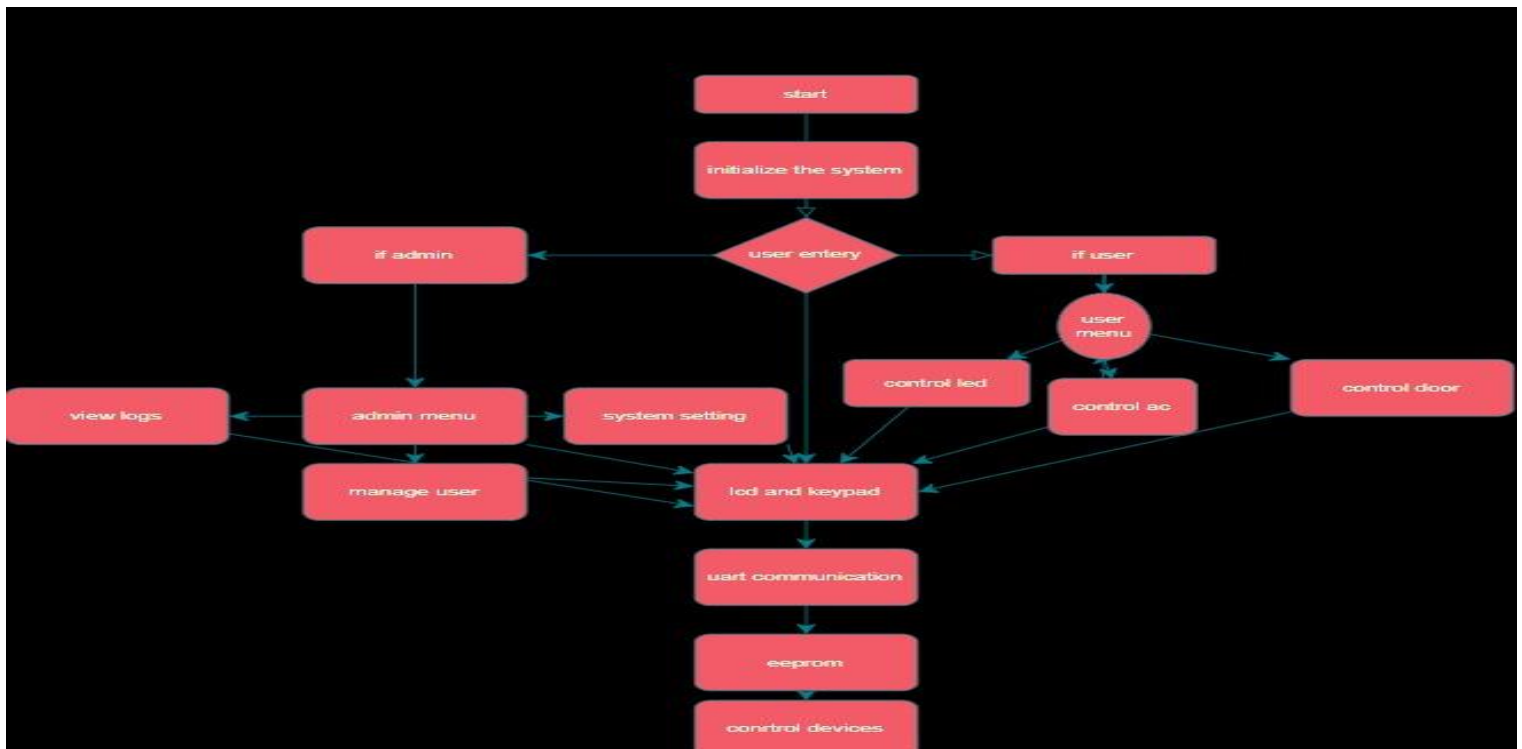 start
initialize the system
if admin
user entery
if user
user
menu
control led
control ac
control door
view logs
admin menu
system setting
manage user
lcd and keypad
uart communication
eeprom
conrtrol devices